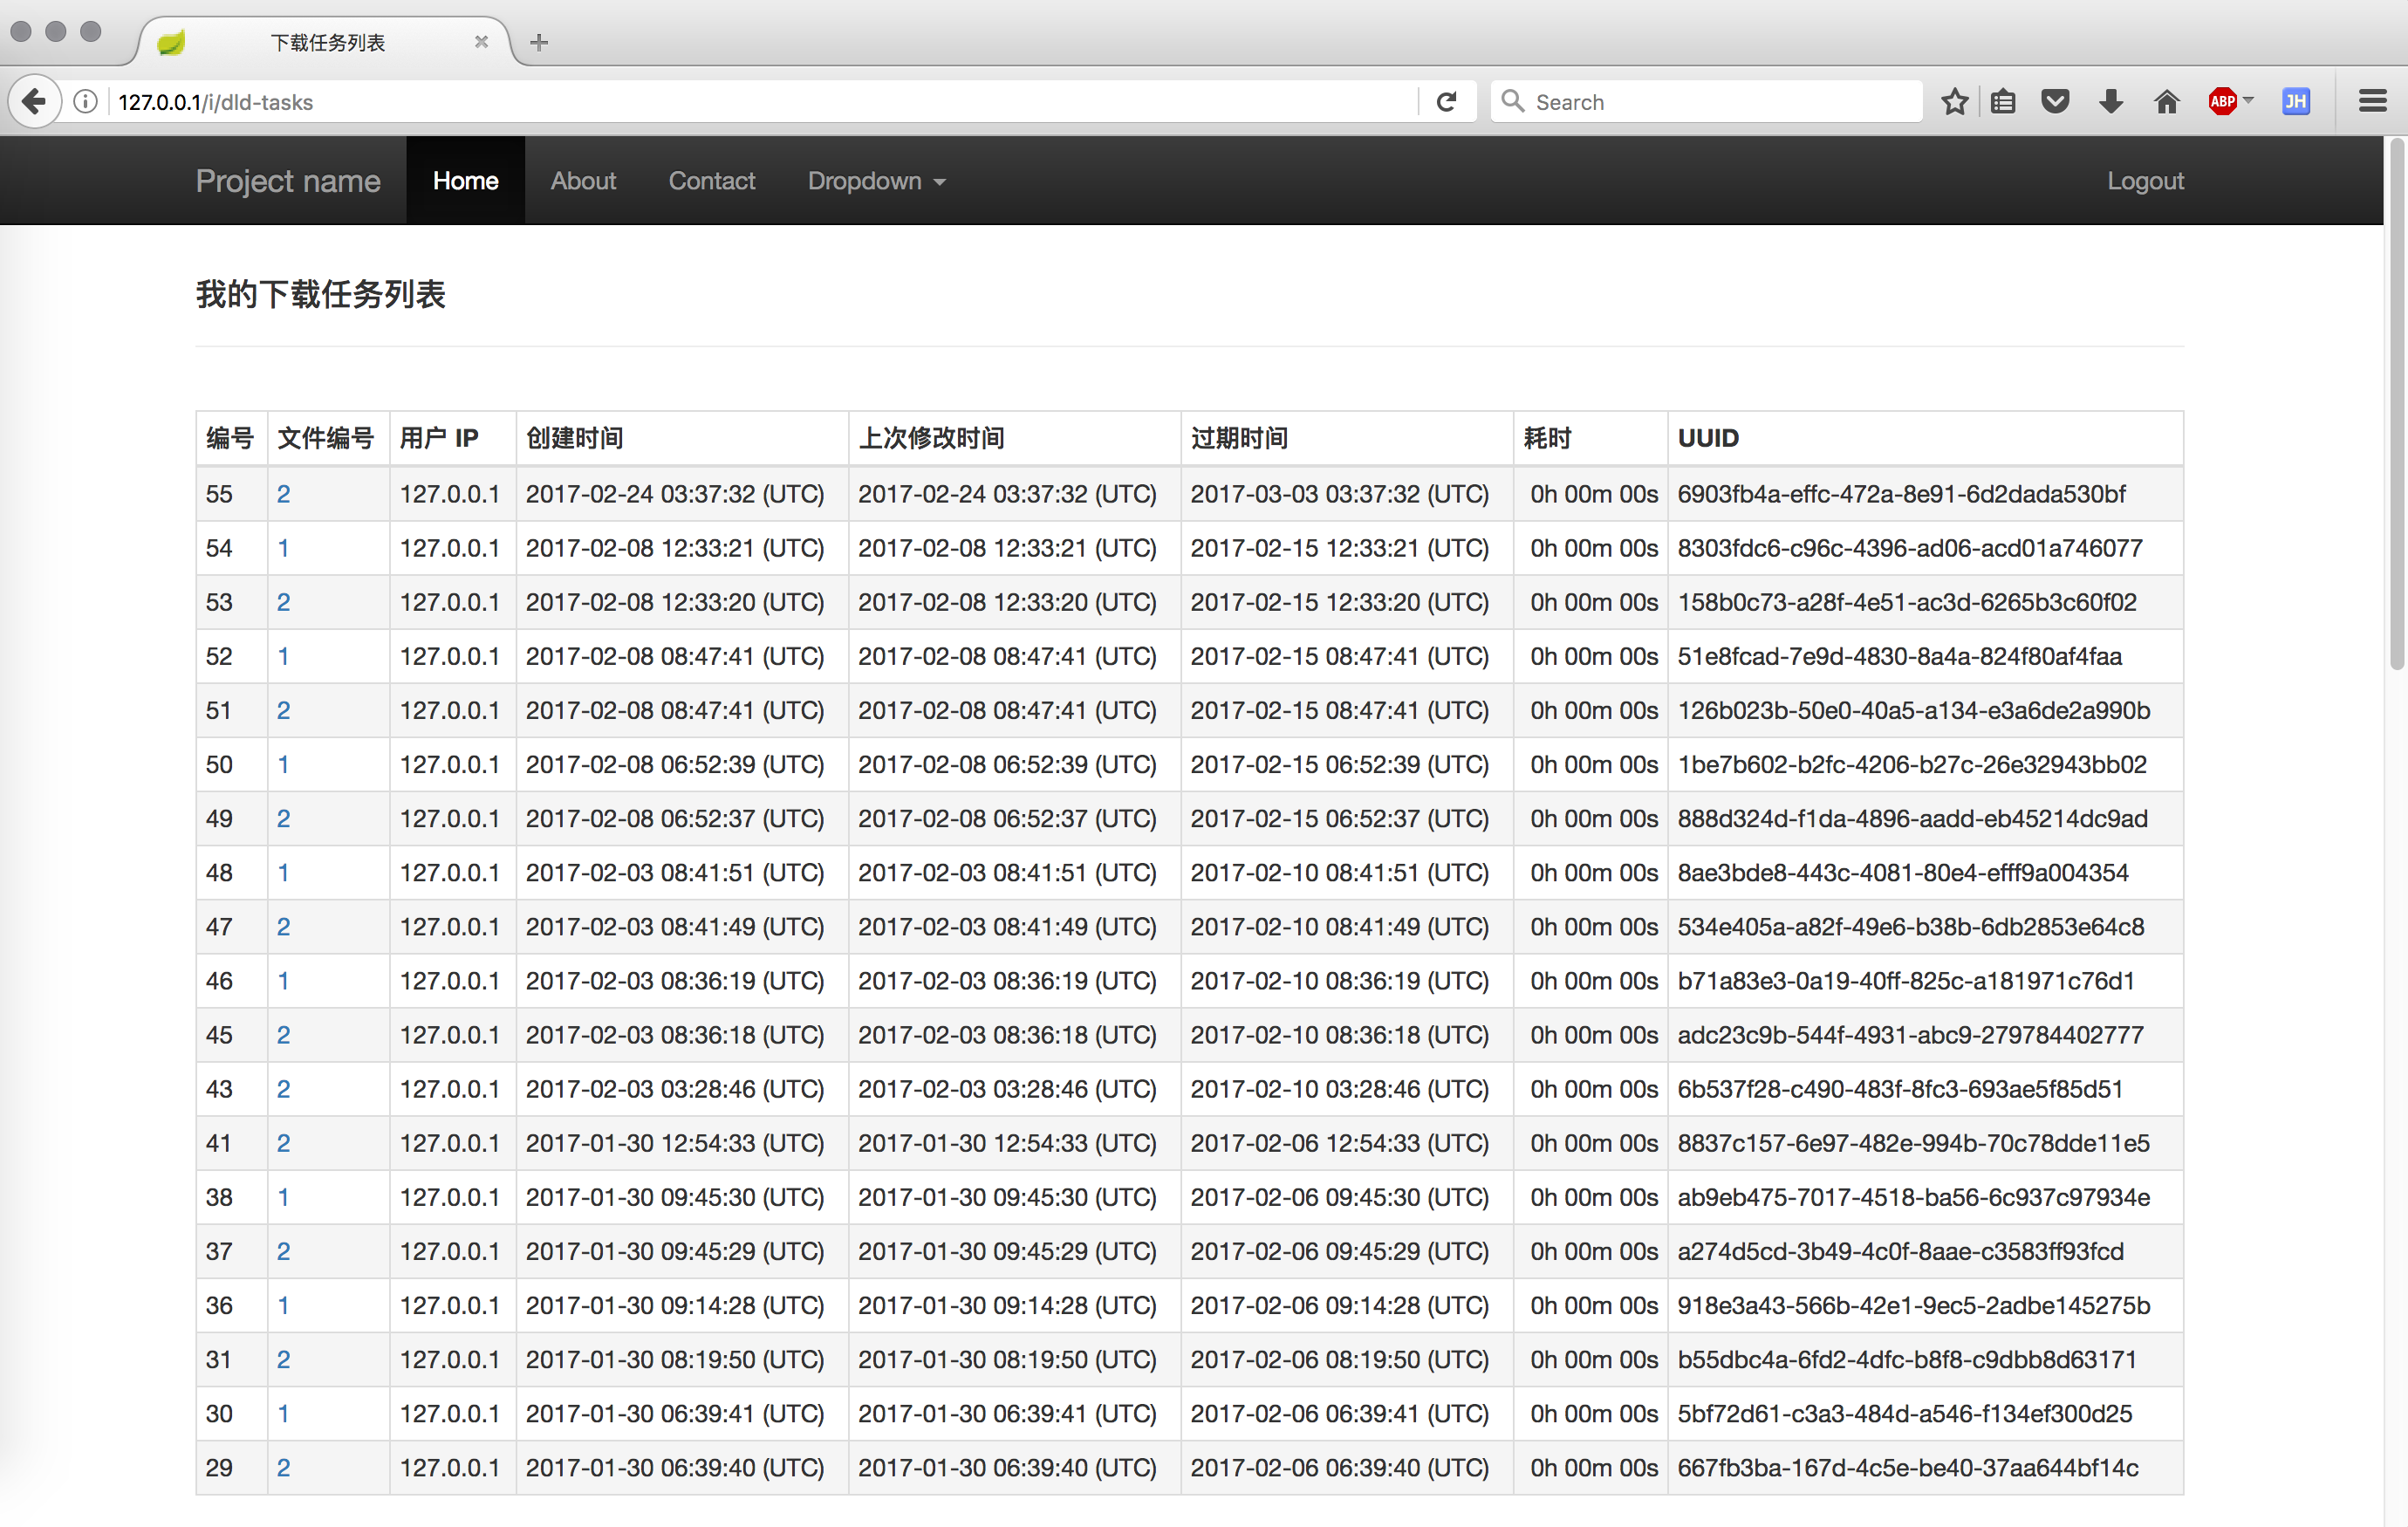 下载任务列表
127.0.0.1/i/dld-tasks
Search
ABP
JH
Project name Home About Contact Dropdown Logout
我的下载任务列表
编号 文件编号 用户 IP 创建时间 上次修改时间 过期时间 耗时 UUID
55 2 127.0.0.1 2017-02-24 03:37:32 (UTC) 2017-02-24 03:37:32 (UTC) 2017-03-03 03:37:32 (UTC) 0h 00m 00s 6903fb4a-effc-472a-8e91-6d2dada530bf
54 1 127.0.0.1 2017-02-08 12:33:21 (UTC) 2017-02-08 12:33:21 (UTC) 2017-02-15 12:33:21 (UTC) 0h 00m 00s 8303fdc6-c96c-4396-ad06-acd01a746077
53 2 127.0.0.1 2017-02-08 12:33:20 (UTC) 2017-02-08 12:33:20 (UTC) 2017-02-15 12:33:20 (UTC) 0h 00m 00s 158b0c73-a28f-4e51-ac3d-6265b3c60f02
52 1 127.0.0.1 2017-02-08 08:47:41 (UTC) 2017-02-08 08:47:41 (UTC) 2017-02-15 08:47:41 (UTC) 0h 00m 00s 51e8fcad-7e9d-4830-8a4a-824f80af4faa
51 2 127.0.0.1 2017-02-08 08:47:41 (UTC) 2017-02-08 08:47:41 (UTC) 2017-02-15 08:47:41 (UTC) 0h 00m 00s 126b023b-50e0-40a5-a134-e3a6de2a990b
50 1 127.0.0.1 2017-02-08 06:52:39 (UTC) 2017-02-08 06:52:39 (UTC) 2017-02-15 06:52:39 (UTC) 0h 00m 00s 1be7b602-b2fc-4206-b27c-26e32943bb02
49 2 127.0.0.1 2017-02-08 06:52:37 (UTC) 2017-02-08 06:52:37 (UTC) 2017-02-15 06:52:37 (UTC) 0h 00m 00s 888d324d-f1da-4896-aadd-eb45214dc9ad
48 1 127.0.0.1 2017-02-03 08:41:51 (UTC) 2017-02-03 08:41:51 (UTC) 2017-02-10 08:41:51 (UTC) 0h 00m 00s 8ae3bde8-443c-4081-80e4-efff9a004354
47 2 127.0.0.1 2017-02-03 08:41:49 (UTC) 2017-02-03 08:41:49 (UTC) 2017-02-10 08:41:49 (UTC) 0h 00m 00s 534e405a-a82f-49e6-b38b-6db2853e64c8
46 1 127.0.0.1 2017-02-03 08:36:19 (UTC) 2017-02-03 08:36:19 (UTC) 2017-02-10 08:36:19 (UTC) 0h 00m 00s b71a83e3-0a19-40ff-825c-a181971c76d1
45 2 127.0.0.1 2017-02-03 08:36:18 (UTC) 2017-02-03 08:36:18 (UTC) 2017-02-10 08:36:18 (UTC) 0h 00m 00s adc23c9b-544f-4931-abc9-279784402777
43 2 127.0.0.1 2017-02-03 03:28:46 (UTC) 2017-02-03 03:28:46 (UTC) 2017-02-10 03:28:46 (UTC) 0h 00m 00s 6b537f28-c490-483f-8fc3-693ae5f85d51
41 2 127.0.0.1 2017-01-30 12:54:33 (UTC) 2017-01-30 12:54:33 (UTC) 2017-02-06 12:54:33 (UTC) 0h 00m 00s 8837c157-6e97-482e-994b-70c78dde11e5
38 1 127.0.0.1 2017-01-30 09:45:30 (UTC) 2017-01-30 09:45:30 (UTC) 2017-02-06 09:45:30 (UTC) 0h 00m 00s ab9eb475-7017-4518-ba56-6c937c97934e
37 2 127.0.0.1 2017-01-30 09:45:29 (UTC) 2017-01-30 09:45:29 (UTC) 2017-02-06 09:45:29 (UTC) 0h 00m 00s a274d5cd-3b49-4c0f-8aae-c3583ff93fcd
36 1 127.0.0.1 2017-01-30 09:14:28 (UTC) 2017-01-30 09:14:28 (UTC) 2017-02-06 09:14:28 (UTC) 0h 00m 00s 918e3a43-566b-42e1-9ec5-2adbe145275b
31 2 127.0.0.1 2017-01-30 08:19:50 (UTC) 2017-01-30 08:19:50 (UTC) 2017-02-06 08:19:50 (UTC) 0h 00m 00s b55dbc4a-6fd2-4dfc-b8f8-c9dbb8d63171
30 1 127.0.0.1 2017-01-30 06:39:41 (UTC) 2017-01-30 06:39:41 (UTC) 2017-02-06 06:39:41 (UTC) 0h 00m 00s 5bf72d61-c3a3-484d-a546-f134ef300d25
29 2 127.0.0.1 2017-01-30 06:39:40 (UTC) 2017-01-30 06:39:40 (UTC) 2017-02-06 06:39:40 (UTC) 0h 00m 00s 667fb3ba-167d-4c5e-be40-37aa644bf14c